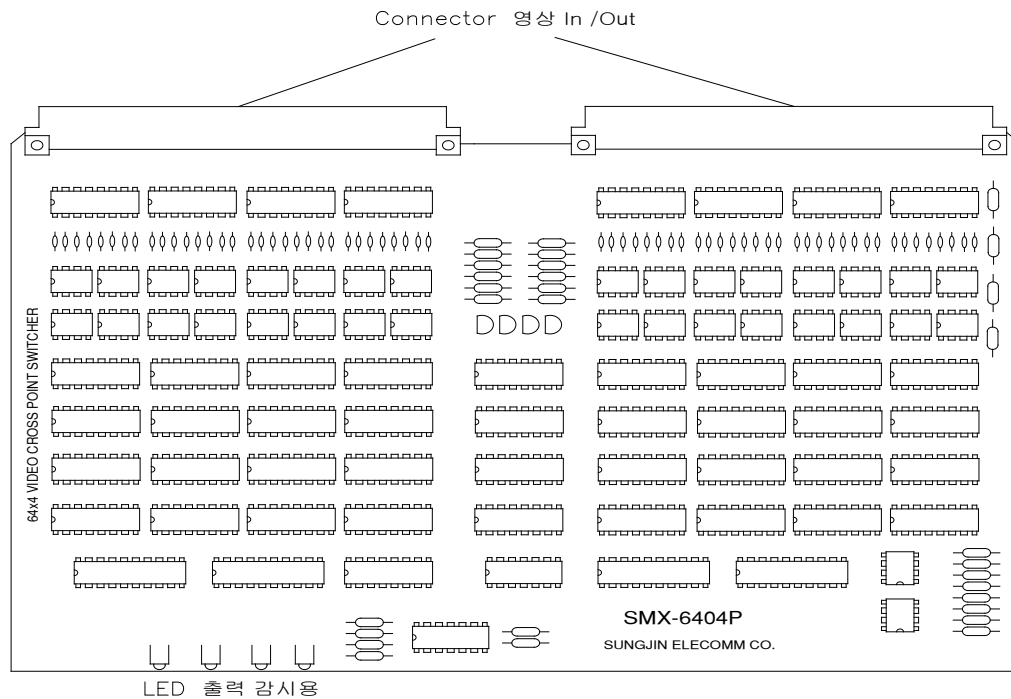 Connector 영상 In /Out
64x4 VIDEO CROSS POINT SWITCHER
SMX-6404P
SUNGJIN ELECOMM CO.
LED 출력 감시용